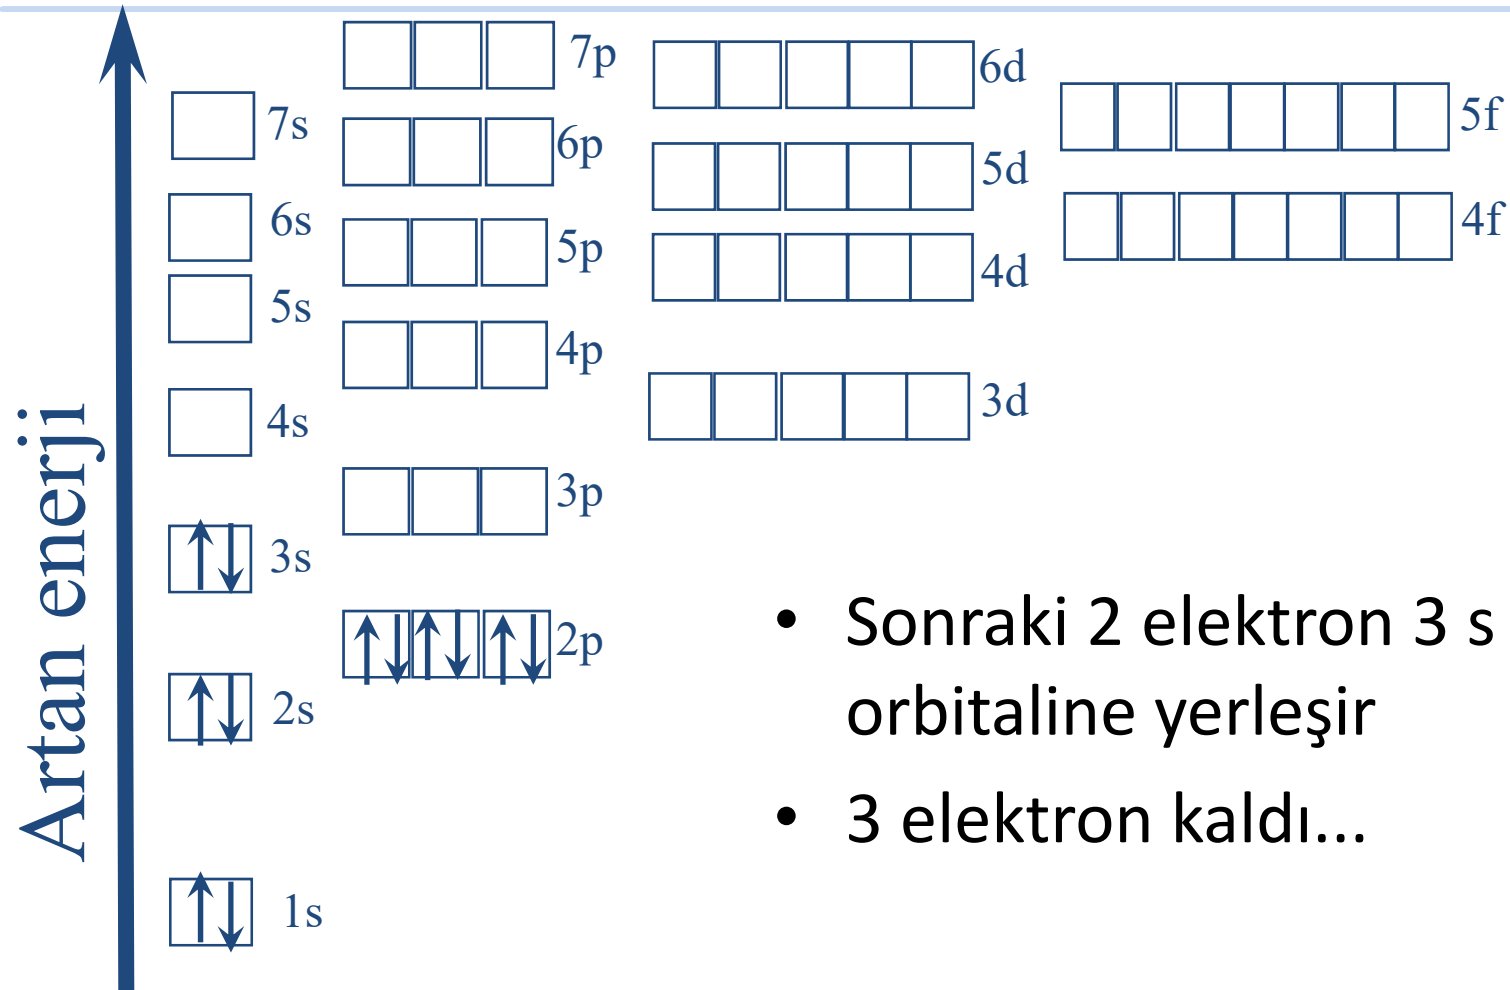 Artan enerji
7p
6d
7s
5f
6p
5d
6s
4f
5p
4d
5s
4p
3d
4s
3p
3s
2p
2s
1s
• Sonraki 2 elektron 3 s
orbitaline yerleşir
• 3 elektron kaldı...